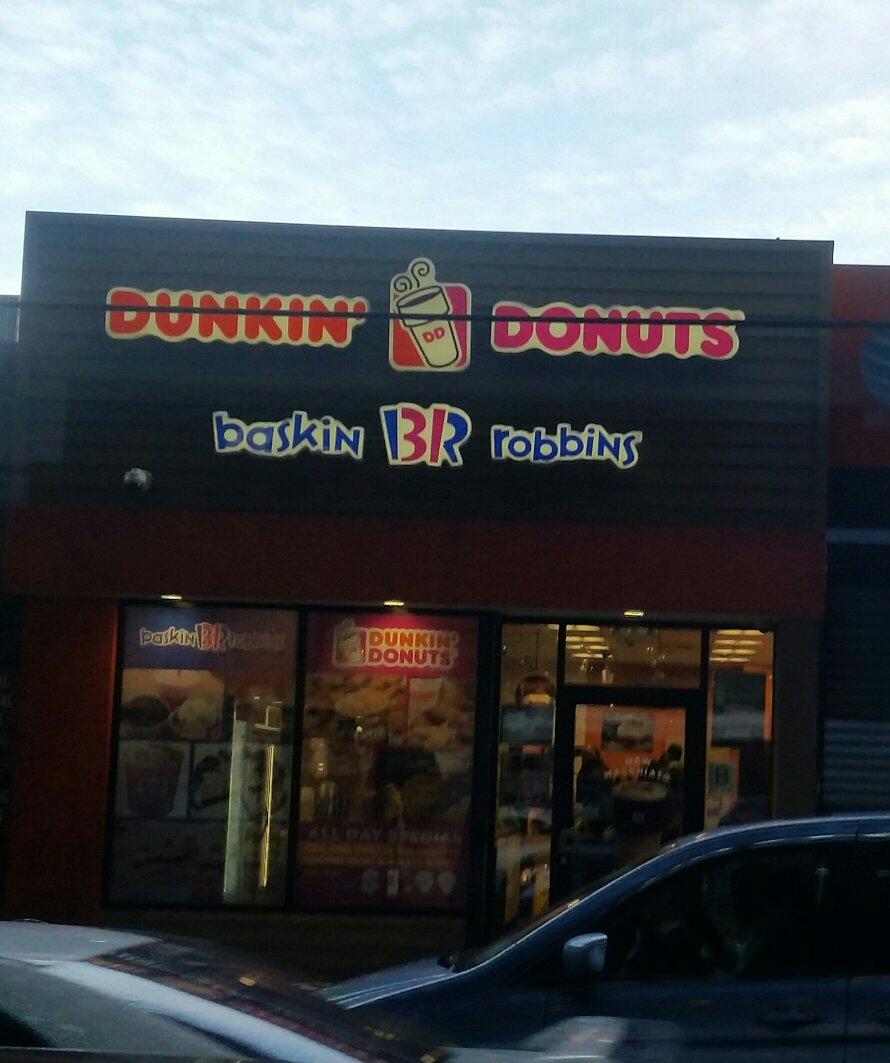 DUNKIN' DD DONUTS
baskin BR robbins
baskin BR robbins
DUNKIN'
DONUTS
ALL DAY SPECIAL
$1.99